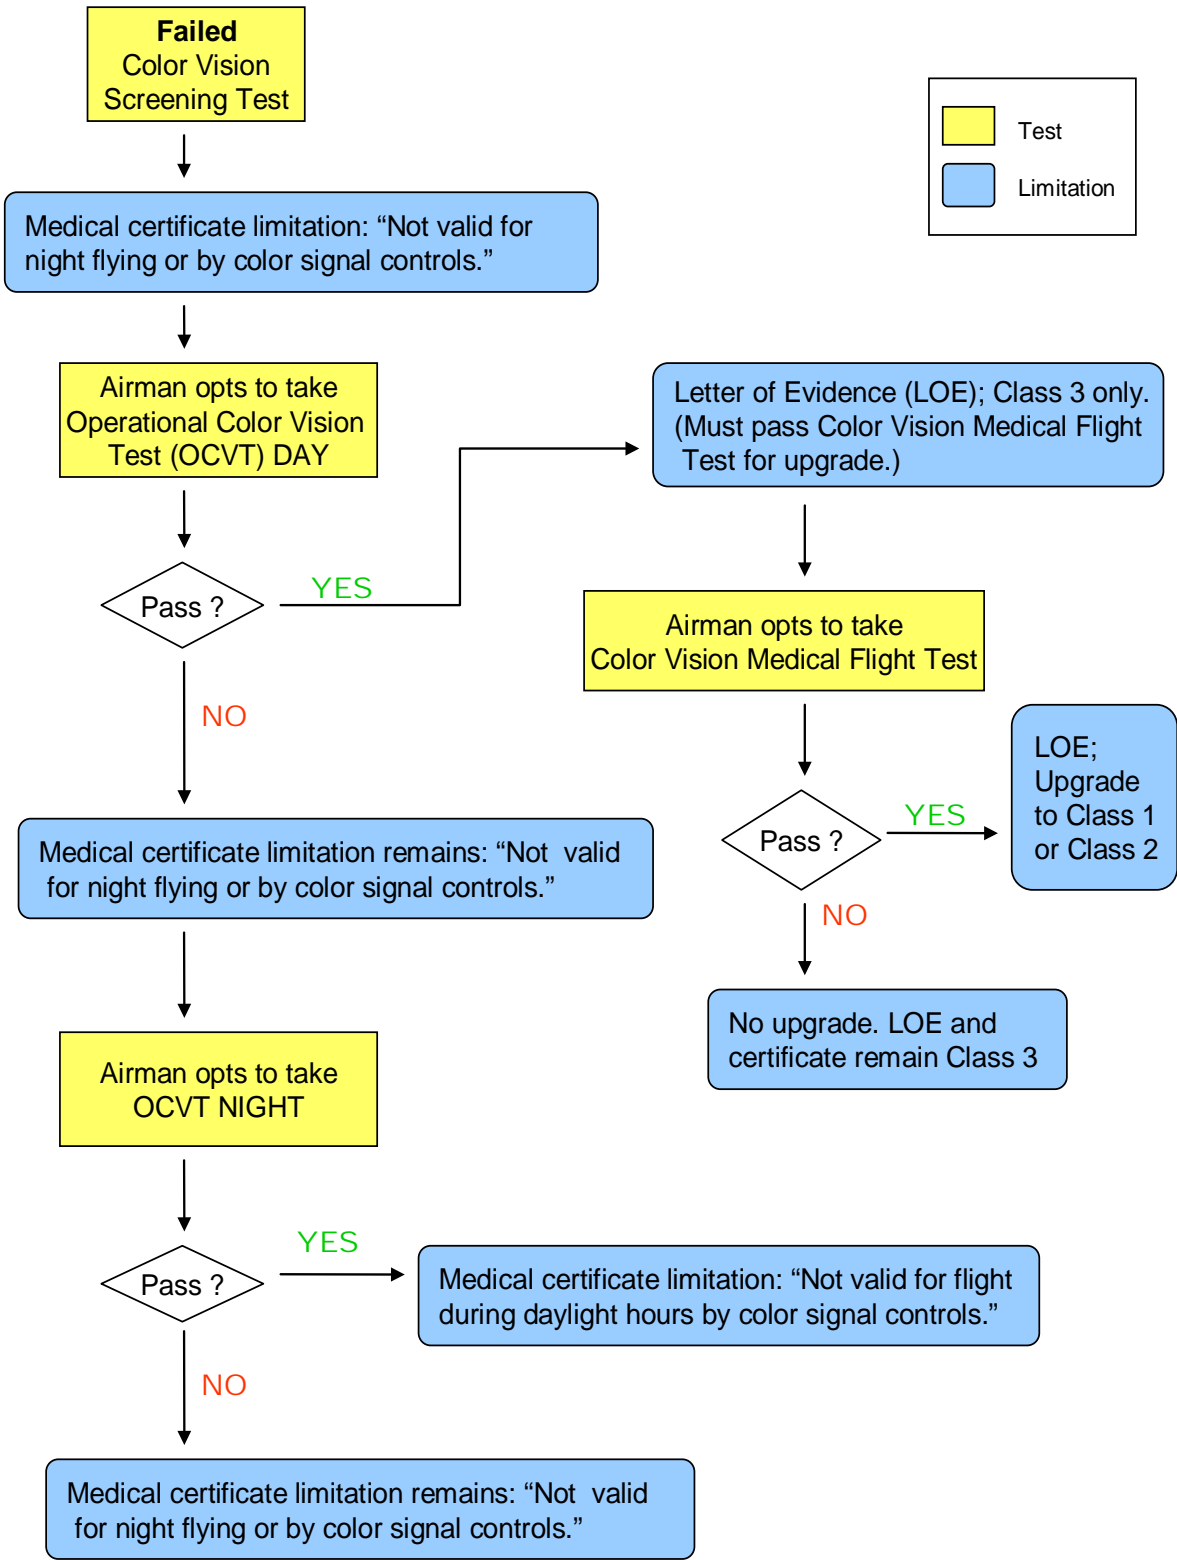 Failed
Color Vision
Screening Test
Test
Limitation
Medical certificate limitation: “Not valid for
night flying or by color signal controls.”
Airman opts to take
Operational Color Vision
Test (OCVT) DAY
Letter of Evidence (LOE); Class 3 only.
(Must pass Color Vision Medical Flight
Test for upgrade.)
Pass ?
YES
NO
Airman opts to take
Color Vision Medical Flight Test
Pass ?
YES
LOE;
Upgrade
to Class 1
or Class 2
NO
No upgrade. LOE and
certificate remain Class 3
Medical certificate limitation remains: “Not valid
for night flying or by color signal controls.”
Airman opts to take
OCVT NIGHT
Pass ?
YES
Medical certificate limitation: “Not valid for flight
during daylight hours by color signal controls.”
NO
Medical certificate limitation remains: “Not valid
for night flying or by color signal controls.”